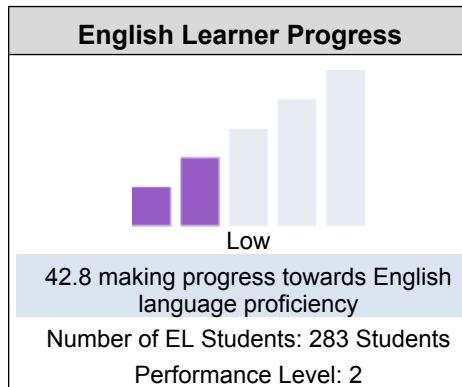 English Learner Progress
Low
42.8 making progress towards English
language proficiency
Number of EL Students: 283 Students
Performance Level: 2